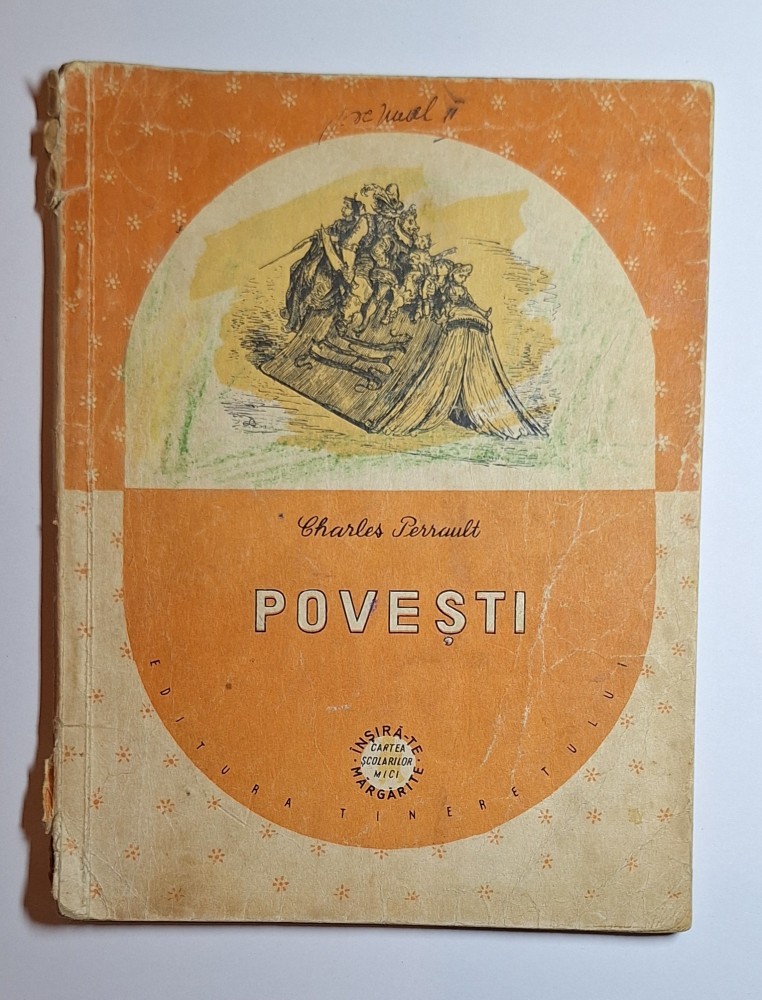 Charles Perrault
POVEȘTI
ÎNȘIRĂ-TE
CARTEA
ȘCOLARILOR
MICI
MĂRGĂRITE
EDITURA TINERETULUI